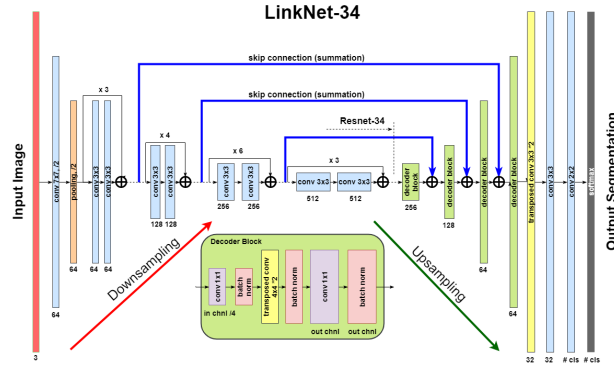 LinkNet-34
Input Image
conv 7x7, /2
pooling, /2
x 3
conv 3x3
conv 3x3
x 4
conv 3x3
conv 3x3
x 6
conv 3x3
conv 3x3
x 3
conv 3x3
conv 3x3
skip connection (summation)
skip connection (summation)
Resnet-34
decoder block
decoder block
decoder block
decoder block
transposed conv 3x3 *2
conv 3x3
conv 2x2
softmax
Output Segmentation
3
64
64
64
64
128
128
256
256
512
512
256
128
64
64
32
32
# cls
# cls
Downsampling
Upsampling
Decoder Block
conv 1x1
batch norm
transposed conv 4x4 *2
batch norm
conv 1x1
batch norm
in chnl /4
out chnl
out chnl